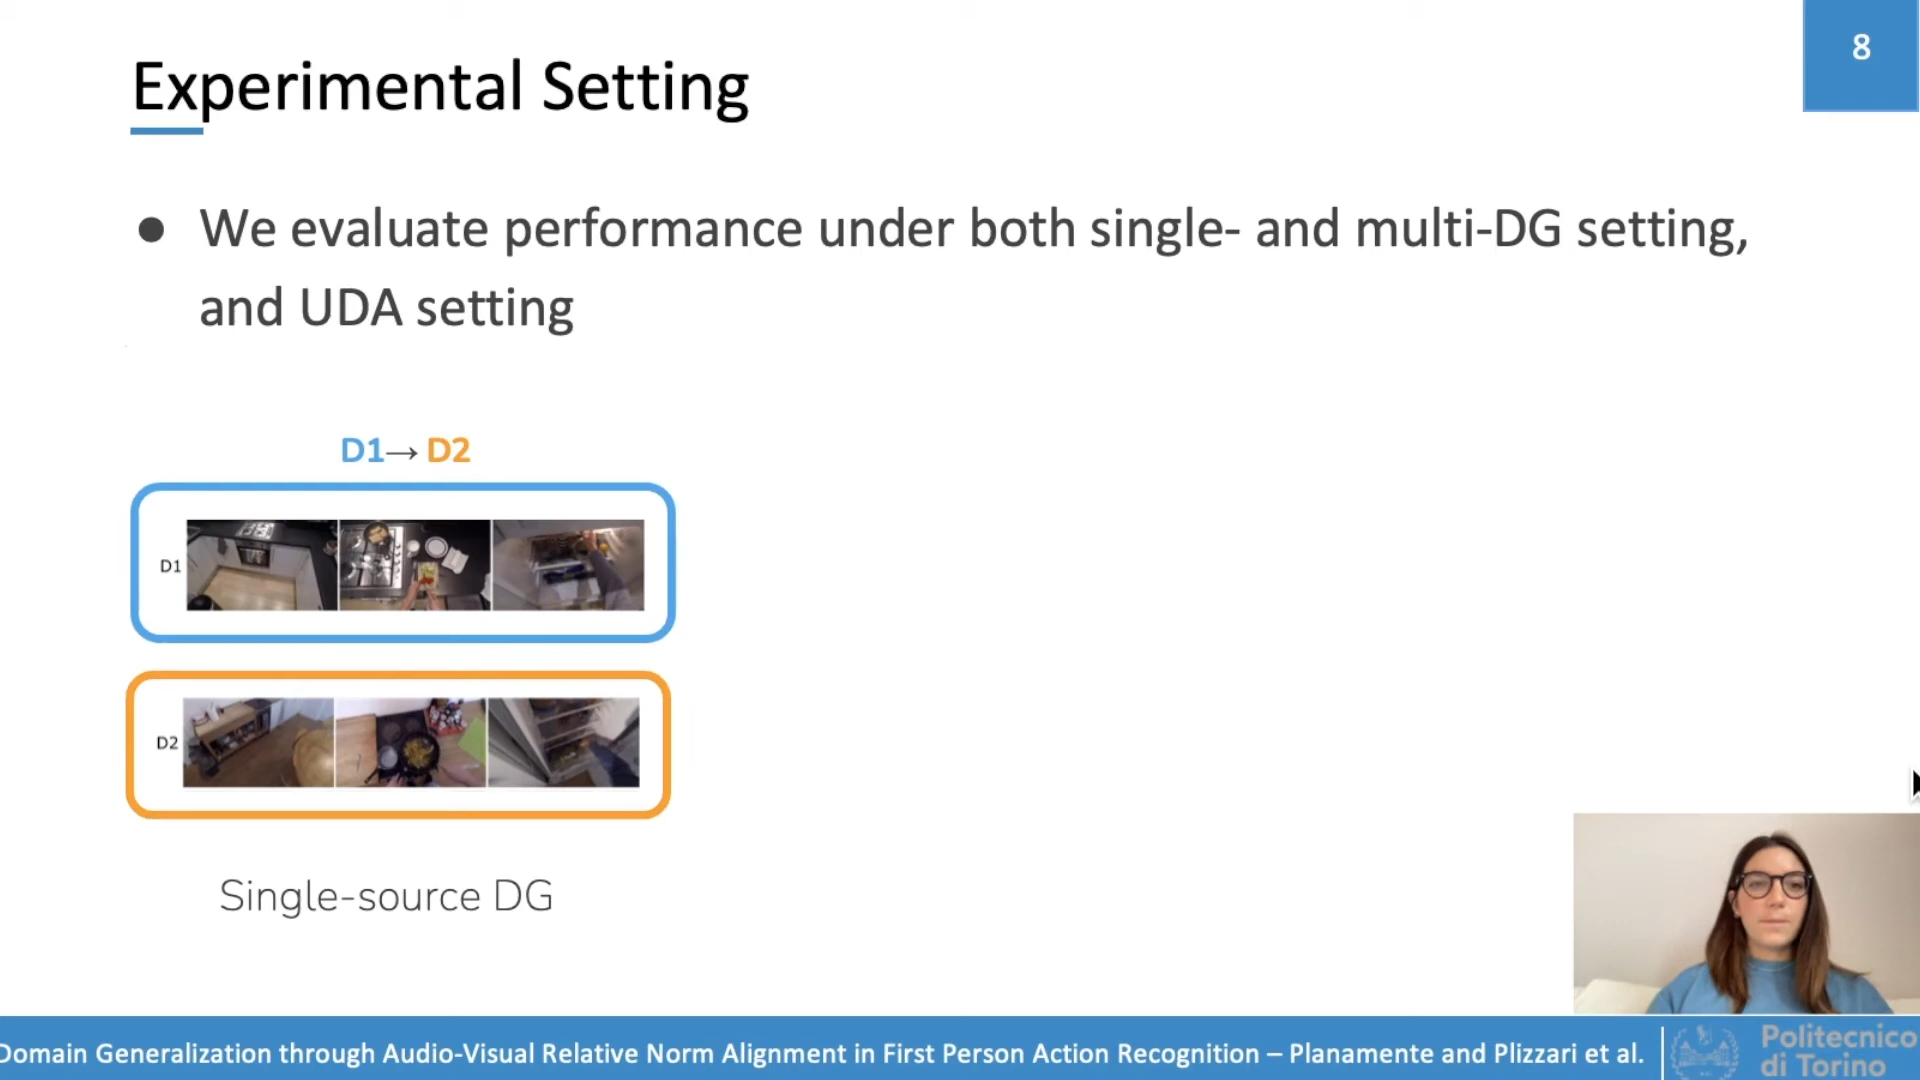 8
Experimental Setting
● We evaluate performance under both single- and multi-DG setting,
and UDA setting
D1→ D2
D1
D2
Single-source DG
Domain Generalization through Audio-Visual Relative Norm Alignment in First Person Action Recognition – Planamente and Plizzari et al.
Politecnico
di Torino